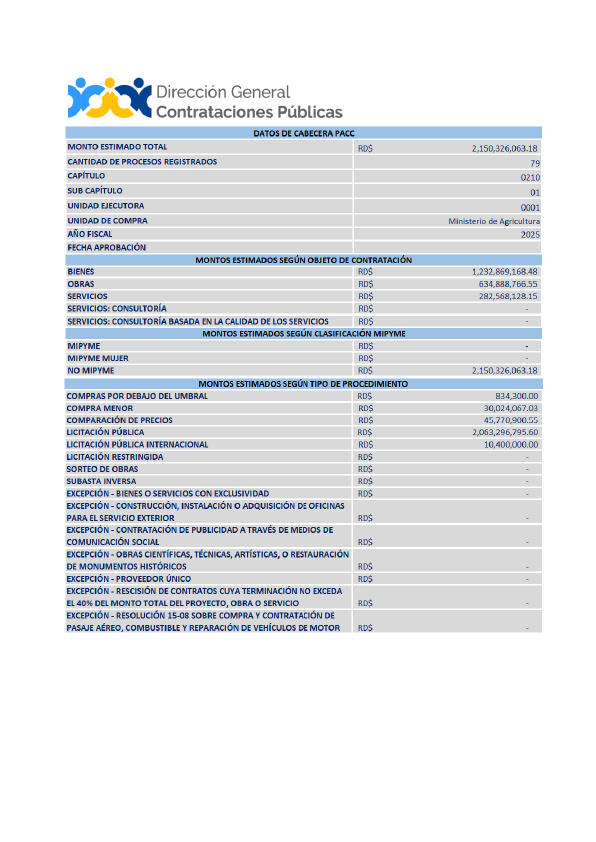 Dirección General
Contrataciones Públicas
DATOS DE CABECERA PACC
MONTO ESTIMADO TOTAL RD$ 2,150,326,063.18
CANTIDAD DE PROCESOS REGISTRADOS 79
CAPÍTULO 0210
SUB CAPÍTULO 01
UNIDAD EJECUTORA 0001
UNIDAD DE COMPRA Ministerio de Agricultura
AÑO FISCAL 2025
FECHA APROBACIÓN
MONTOS ESTIMADOS SEGÚN OBJETO DE CONTRATACIÓN
BIENES RD$ 1,232,869,168.48
OBRAS RD$ 634,888,766.55
SERVICIOS RD$ 282,568,128.15
SERVICIOS: CONSULTORÍA RD$ -
SERVICIOS: CONSULTORÍA BASADA EN LA CALIDAD DE LOS SERVICIOS RD$ -
MONTOS ESTIMADOS SEGÚN CLASIFICACIÓN MIPYME
MIPYME RD$ -
MIPYME MUJER RD$ -
NO MIPYME RD$ 2,150,326,063.18
MONTOS ESTIMADOS SEGÚN TIPO DE PROCEDIMIENTO
COMPRAS POR DEBAJO DEL UMBRAL RD$ 834,300.00
COMPRA MENOR RD$ 30,024,067.03
COMPARACIÓN DE PRECIOS RD$ 45,770,900.55
LICITACIÓN PÚBLICA RD$ 2,063,296,795.60
LICITACIÓN PÚBLICA INTERNACIONAL RD$ 10,400,000.00
LICITACIÓN RESTRINGIDA RD$ -
SORTEO DE OBRAS RD$ -
SUBASTA INVERSA RD$ -
EXCEPCIÓN - BIENES O SERVICIOS CON EXCLUSIVIDAD RD$ -
EXCEPCIÓN - CONSTRUCCIÓN, INSTALACIÓN O ADQUISICIÓN DE OFICINAS
PARA EL SERVICIO EXTERIOR RD$ -
EXCEPCIÓN - CONTRATACIÓN DE PUBLICIDAD A TRAVÉS DE MEDIOS DE
COMUNICACIÓN SOCIAL RD$ -
EXCEPCIÓN - OBRAS CIENTÍFICAS, TÉCNICAS, ARTÍSTICAS, O RESTAURACIÓN
DE MONUMENTOS HISTÓRICOS RD$ -
EXCEPCIÓN - PROVEEDOR ÚNICO RD$ -
EXCEPCIÓN - RESCISIÓN DE CONTRATOS CUYA TERMINACIÓN NO EXCEDA
EL 40% DEL MONTO TOTAL DEL PROYECTO, OBRA O SERVICIO RD$ -
EXCEPCIÓN - RESOLUCIÓN 15-08 SOBRE COMPRA Y CONTRATACIÓN DE
PASAJE AÉREO, COMBUSTIBLE Y REPARACIÓN DE VEHÍCULOS DE MOTOR RD$ -